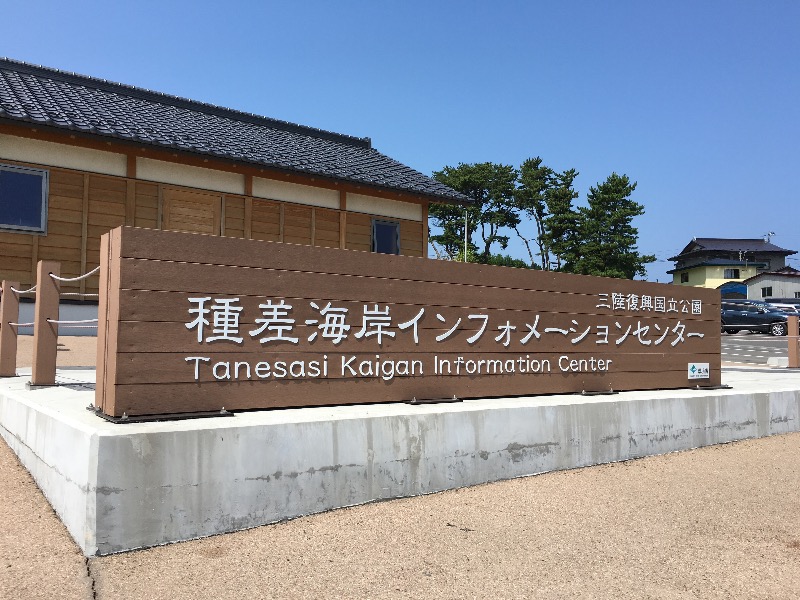 三陸復興国立公園
種差海岸インフォメーションセンター
Tanesasi Kaigan Information Center